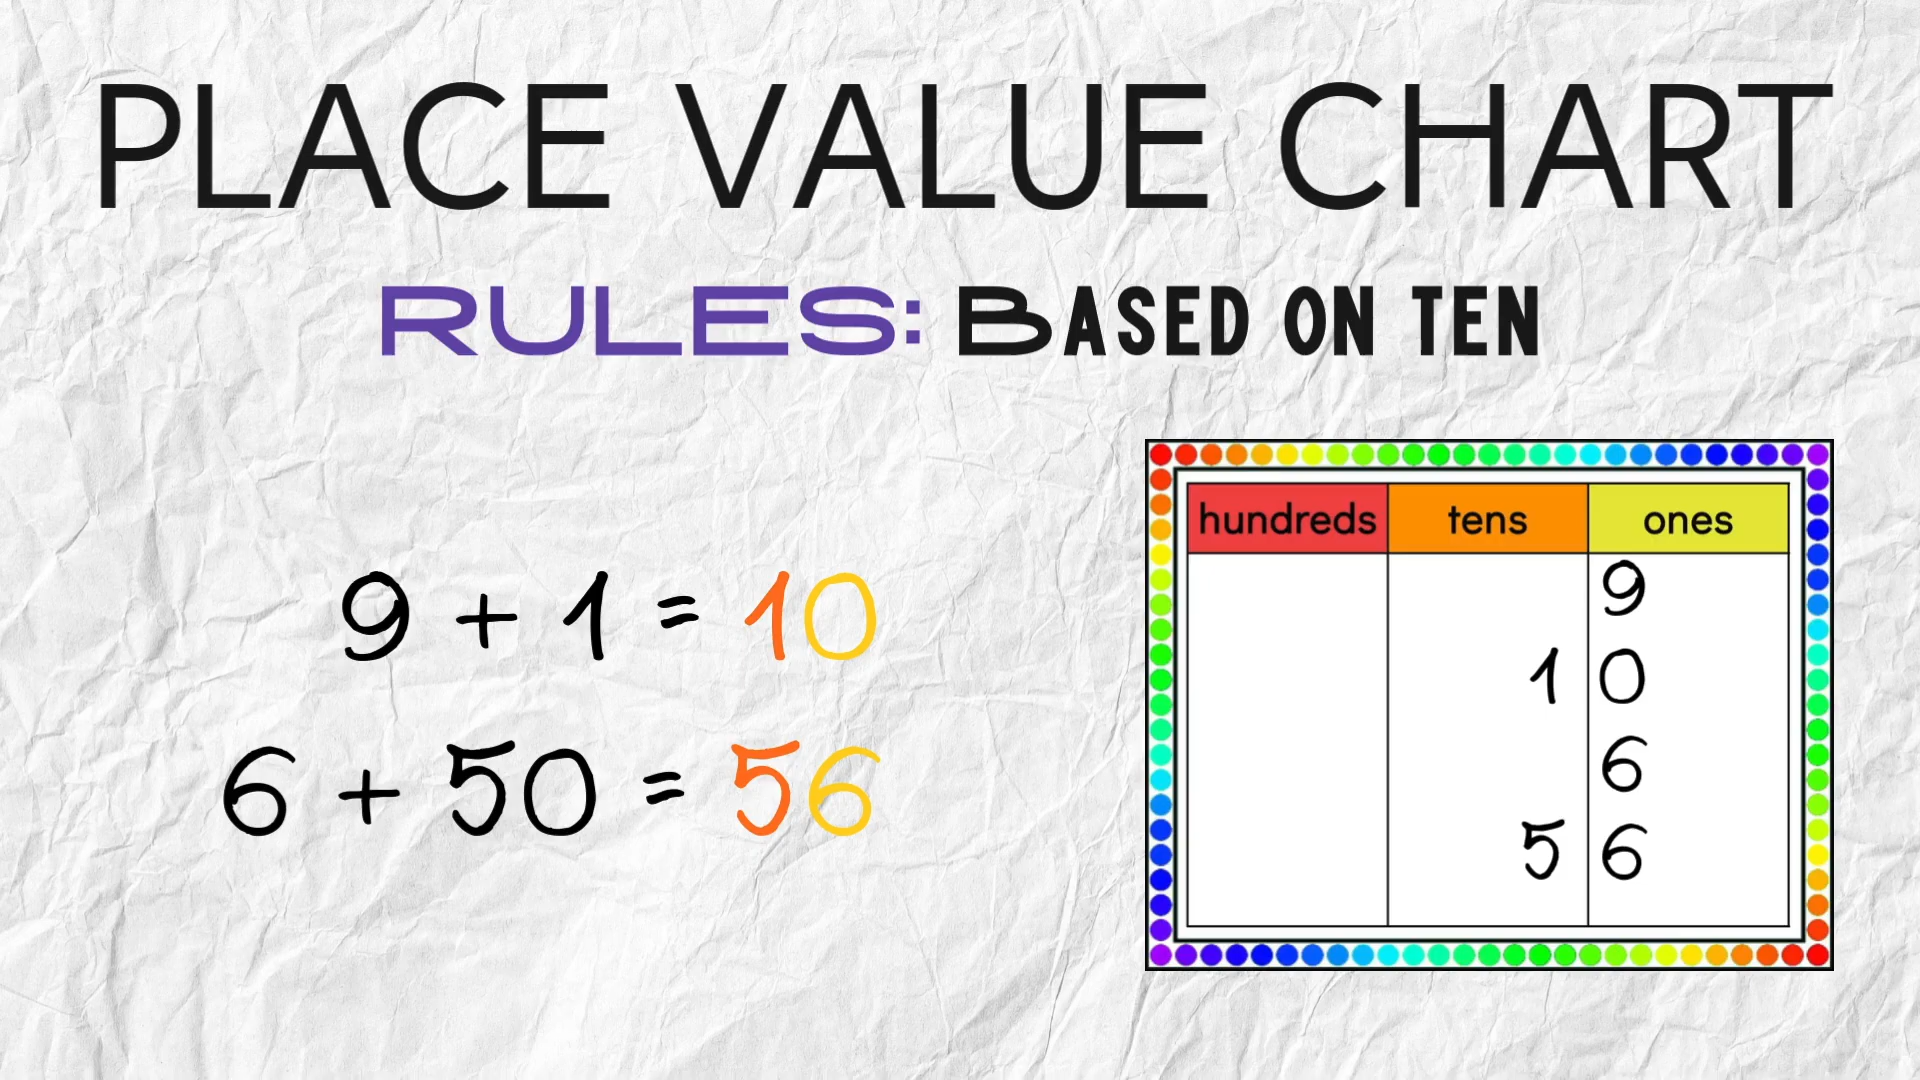 PLACE VALUE CHART
RULES: BASED ON TEN
9 + 1 = 10
6 + 50 = 56
hundreds tens ones
9
1 0
6
5 6